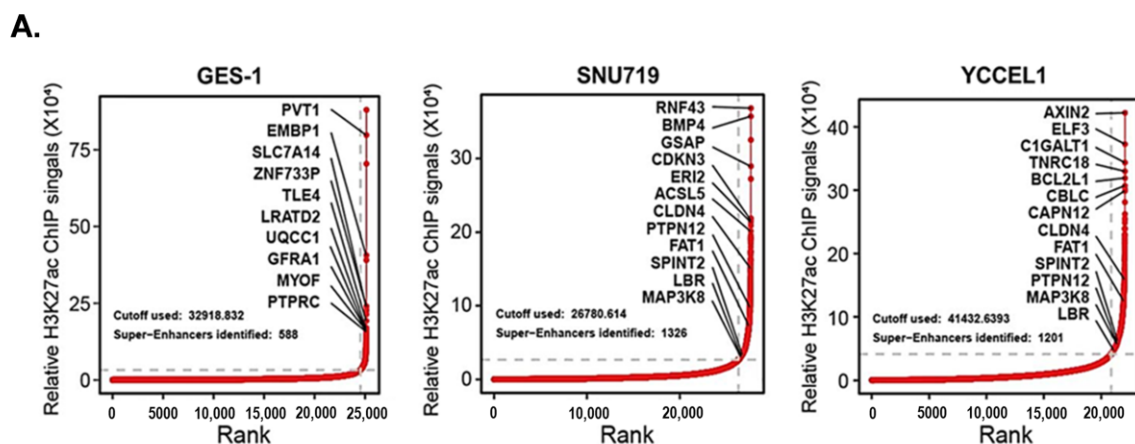 A.
GES-1
Relative H3K27ac ChIP singals (X10⁴)
75
50
25
0
PVT1
EMBP1
SLC7A14
ZNF733P
TLE4
LRATD2
UQCC1
GFRA1
MYOF
PTPRC
Cutoff used: 32918.832
Super-Enhancers identified: 588
0
10,000
15,000
20,000
25,000
Rank
SNU719
Relative H3K27ac ChIP signals (X10⁴)
30
20
10
0
RNF43
BMP4
GSAP
CDKN3
ERI2
ACSL5
CLDN4
PTPN12
FAT1
SPINT2
LBR
MAP3K8
Cutoff used: 26780.614
Super-Enhancers identified: 1326
0
10,000
20,000
Rank
YCCEL1
Relative H3K27ac ChIP signals (X10⁴)
40
30
20
10
0
AXIN2
ELF3
C1GALT1
TNRC18
BCL2L1
CBLC
CAPN12
CLDN4
FAT1
SPINT2
PTPN12
MAP3K8
LBR
Cutoff used: 41432.6393
Super-Enhancers identified: 1201
0
5000
10,000
15,000
20,000
Rank